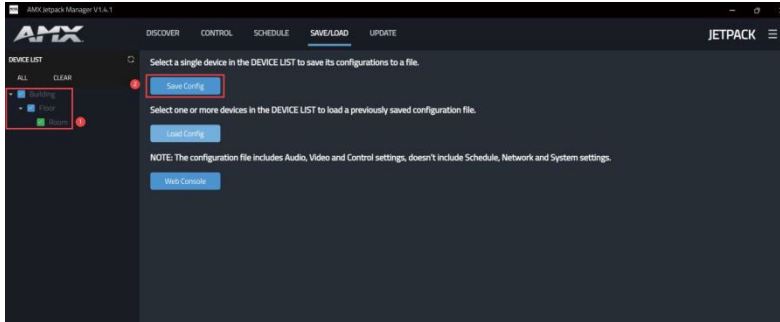 AMX Jetpack Manager V1.4.1
AMX
DISCOVER CONTROL SCHEDULE SAVE/LOAD UPDATE
JETPACK
DEVICE LIST
ALL CLEAR
Building
Floor
Room 1
Select a single device in the DEVICE LIST to save its configurations to a file.
2 Save Config
Select one or more devices in the DEVICE LIST to load a previously saved configuration file.
Load Config
NOTE: The configuration file includes Audio, Video and Control settings, doesn't include Schedule, Network and System settings.
Web Console